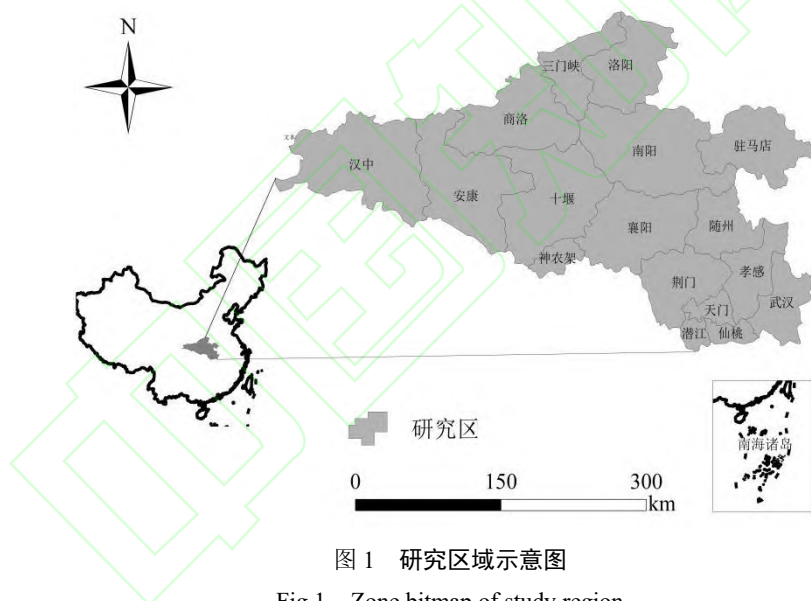 N
三门峡
洛阳
商洛
南阳
驻马店
汉中
安康
十堰
襄阳
随州
神农架
荆门
孝感
天门
武汉
潜江
仙桃
研究区
南海诸岛
0 150 300
km
图 1 研究区域示意图
Fig.1 Zone bitmap of study region